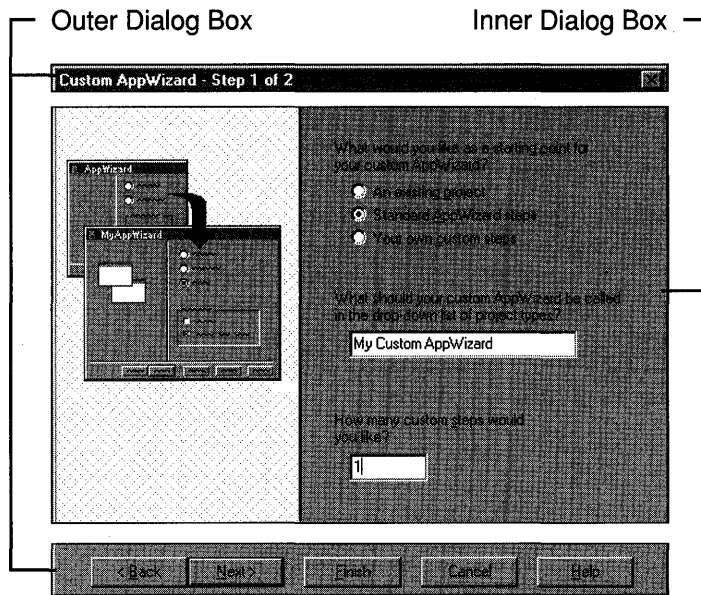 Outer Dialog Box
Inner Dialog Box
Custom AppWizard - Step 1 of 2
What would you like as a starting point for
your custom AppWizard?
An existing project
Standard AppWizard steps
Your own custom steps
AppWizard
MyAppWizard
What should your custom AppWizard be called
in the drop-down list of project types?
My Custom AppWizard
How many custom steps would
you like?
1
< Back
Next >
Finish
Cancel
Help